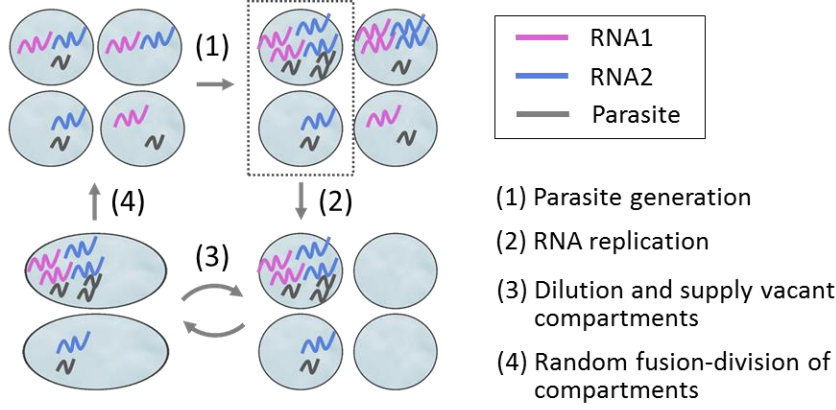 (1)
(2)
(4)
(3)
RNA1
RNA2
Parasite
(1) Parasite generation
(2) RNA replication
(3) Dilution and supply vacant
compartments
(4) Random fusion-division of
compartments